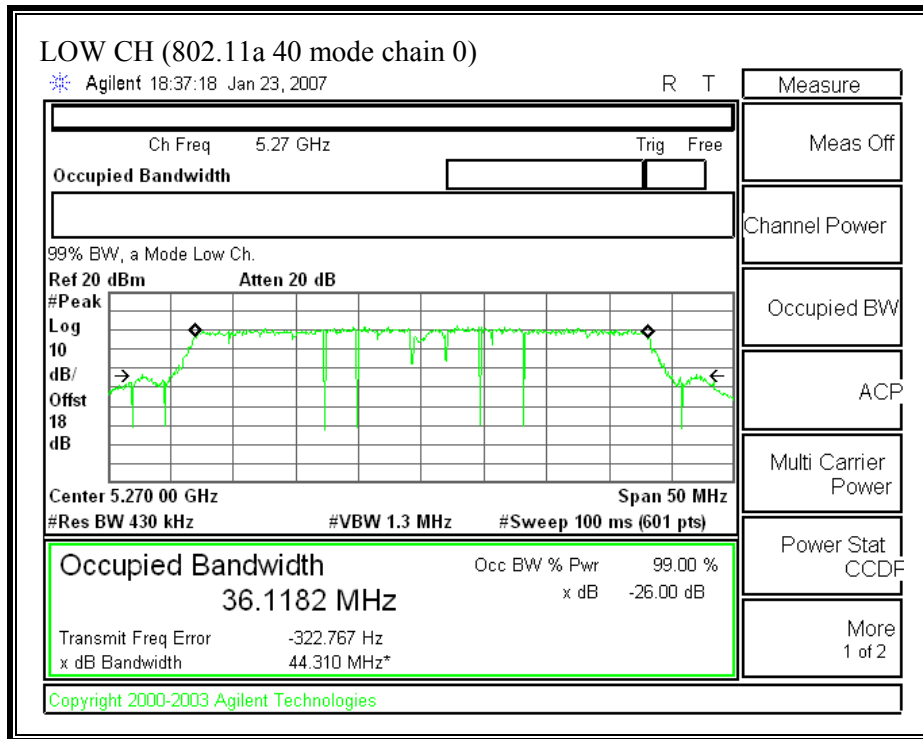 LOW CH (802.11a 40 mode chain 0)
Agilent 18:37:18 Jan 23, 2007 R T
Ch Freq 5.27 GHz Trig Free
Occupied Bandwidth
99% BW, a Mode Low Ch.
Ref 20 dBm Atten 20 dB
#Peak
Log
10
dB/
Offst
18
dB
Center 5.270 00 GHz Span 50 MHz
#Res BW 430 kHz #VBW 1.3 MHz #Sweep 100 ms (601 pts)
Occupied Bandwidth Occ BW % Pwr 99.00 %
36.1182 MHz x dB -26.00 dB
Transmit Freq Error -322.767 Hz
x dB Bandwidth 44.310 MHz*
Copyright 2000-2003 Agilent Technologies
Measure
Meas Off
Channel Power
Occupied BW
ACP
Multi Carrier
Power
Power Stat
CCDF
More
1 of 2